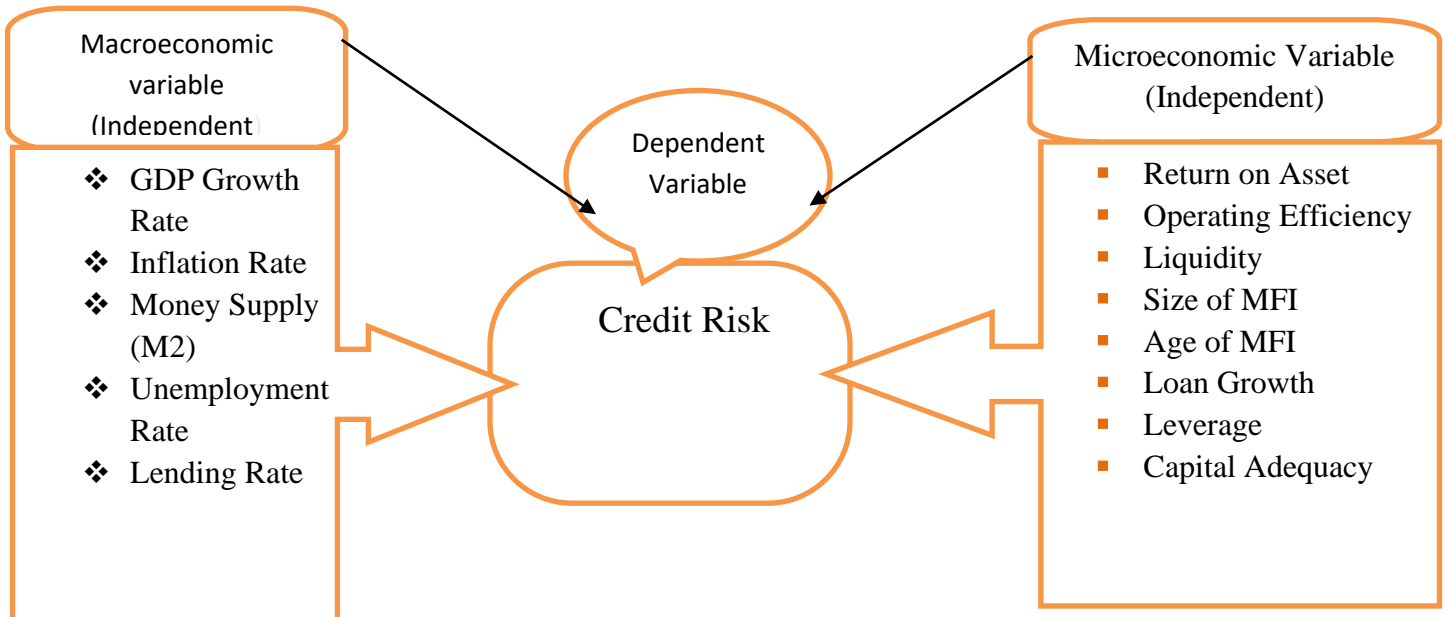 Macroeconomic
variable
(Independent)
❖ GDP Growth
Rate
❖ Inflation Rate
❖ Money Supply
(M2)
❖ Unemployment
Rate
❖ Lending Rate
Dependent
Variable
Credit Risk
Microeconomic Variable
(Independent)
▪ Return on Asset
▪ Operating Efficiency
▪ Liquidity
▪ Size of MFI
▪ Age of MFI
▪ Loan Growth
▪ Leverage
▪ Capital Adequacy